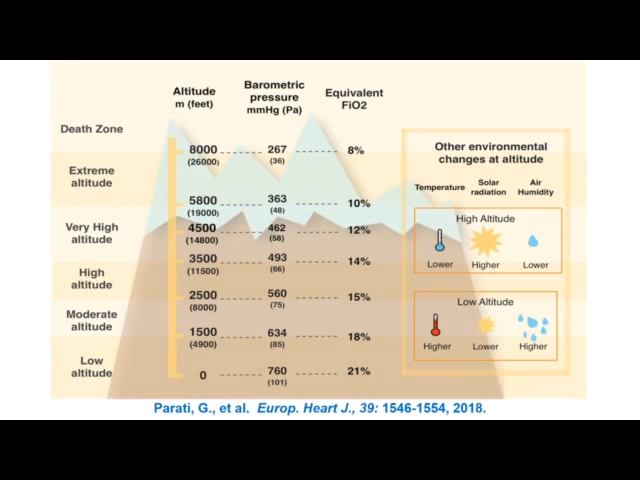 Altitude
m (feet)
Barometric
pressure
mmHg (Pa)
Equivalent
FiO2
Death Zone
8000
(26000)
267
(36)
8%
Extreme
altitude
5800
(19000)
363
(48)
10%
Very High
altitude
4500
(14800)
462
(58)
12%
3500
(11500)
493
(66)
14%
High
altitude
2500
(8000)
560
(75)
15%
Moderate
altitude
1500
(4900)
634
(85)
18%
Low
altitude
0
760
(101)
21%
Other environmental
changes at altitude
Temperature
Solar
radiation
Air
Humidity
High Altitude
Lower
Higher
Lower
Low Altitude
Higher
Lower
Higher
Parati, G., et al. Europ. Heart J., 39: 1546-1554, 2018.